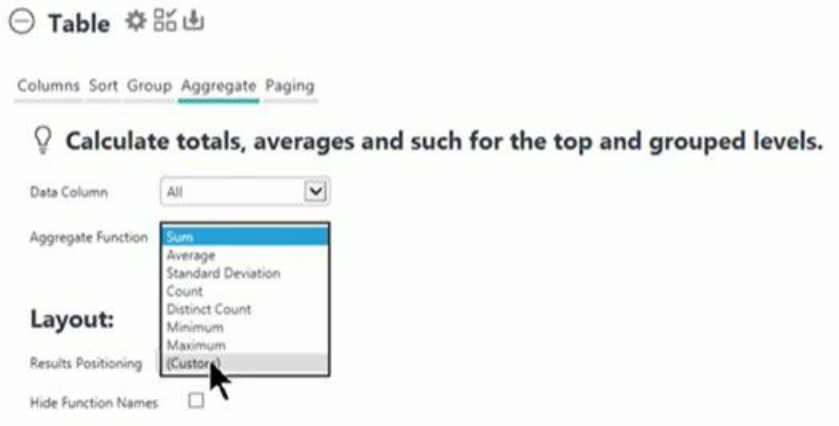 Table
Columns Sort Group Aggregate Paging
Calculate totals, averages and such for the top and grouped levels.
Data Column All
Aggregate Function Sum
Average
Standard Deviation
Count
Distinct Count
Layout:
Minimum
Maximum
Results Positioning (Custom)
Hide Function Names